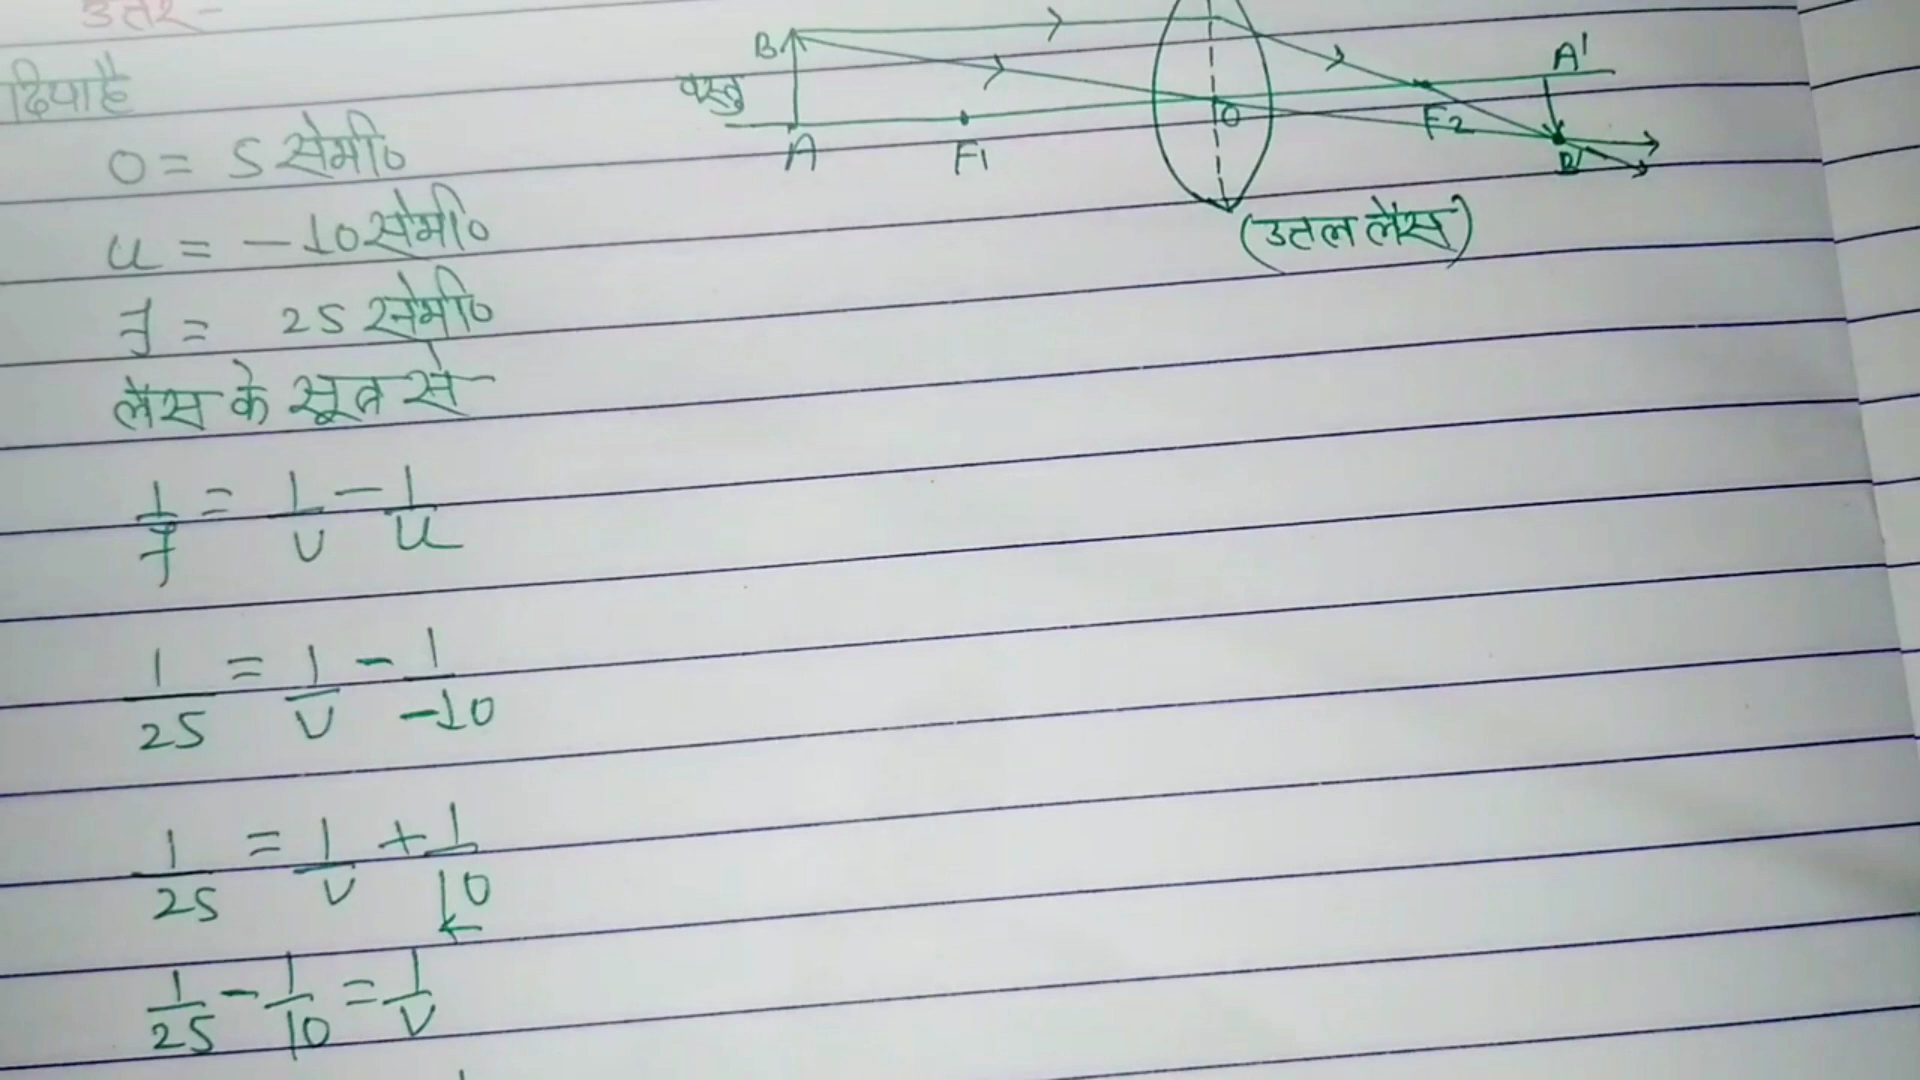 उत्तर-
दिया है
O = 5 सेमी०
u = -10 सेमी०
f = 25 सेमी०
लेंस के सूत्र से
1/f = 1/v - 1/u
1/25 = 1/v - 1/-10
1/25 = 1/v + 1/10
1/25 - 1/10 = 1/v
B
वस्तु
A
F1
O
F2
A'
B'
(उत्तल लेंस)